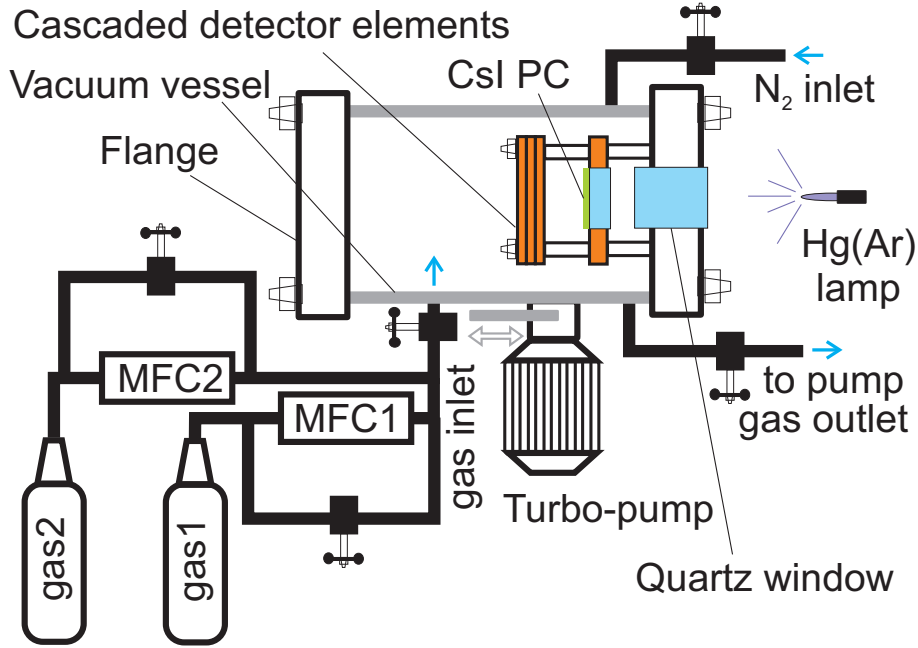 Cascaded detector elements
Vacuum vessel
CsI PC
N₂ inlet
Flange
Hg(Ar)
lamp
MFC2
MFC1
gas inlet
to pump
gas outlet
gas2
gas1
Turbo-pump
Quartz window